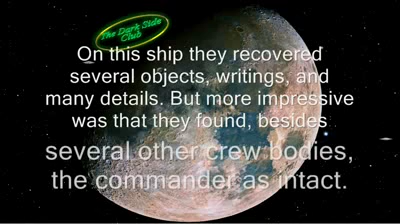 The Dark Side
Club
On this ship they recovered
several objects, writings, and
many details. But more impressive
was that they found, besides
several other crew bodies,
the commander as intact.